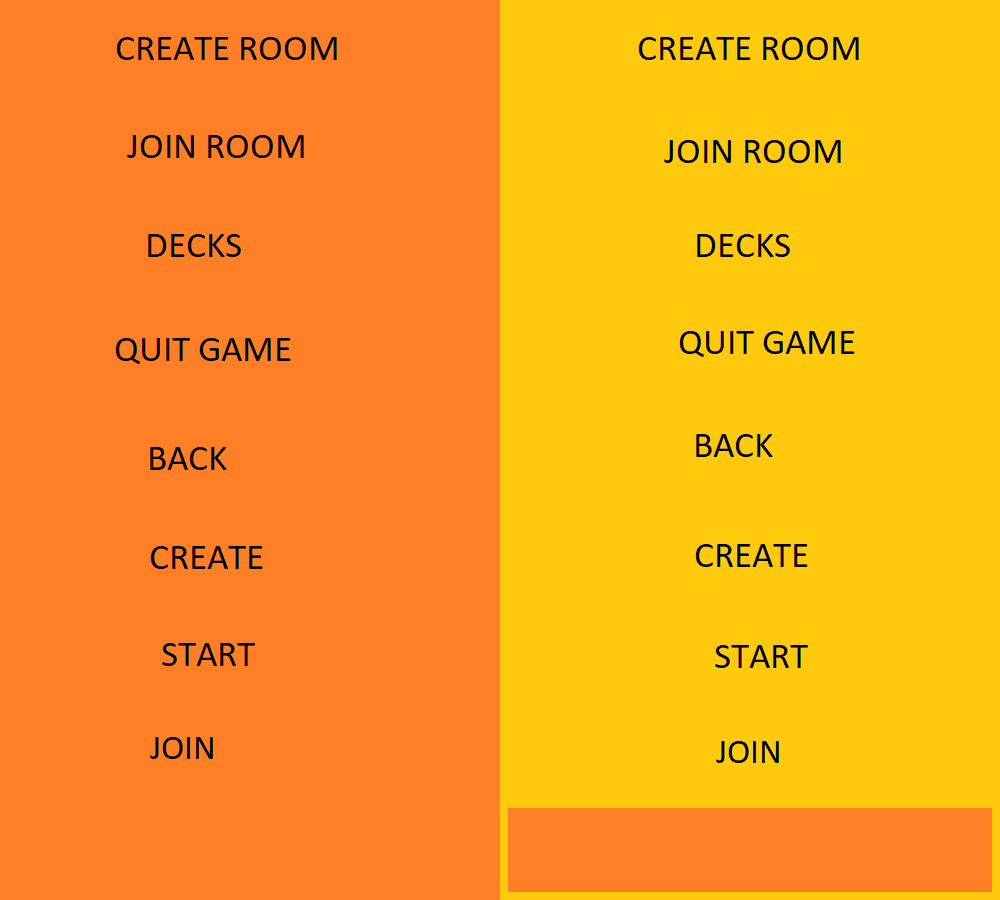 CREATE ROOM
JOIN ROOM
DECKS
QUIT GAME
BACK
CREATE
START
JOIN
CREATE ROOM
JOIN ROOM
DECKS
QUIT GAME
BACK
CREATE
START
JOIN